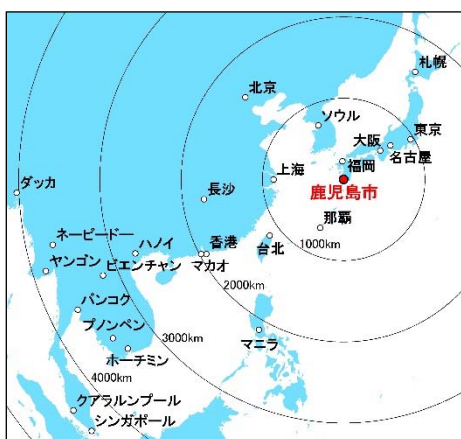 札幌
北京
ソウル
東京
大阪
名古屋
福岡
上海
鹿児島市
ダッカ
長沙
那覇
ネーピードー
ハノイ
香港
台北
1000km
ヤンゴン
ビエンチャン
マカオ
2000km
バンコク
プノンペン
3000km
マニラ
ホーチミン
4000km
クアラルンプール
シンガポール